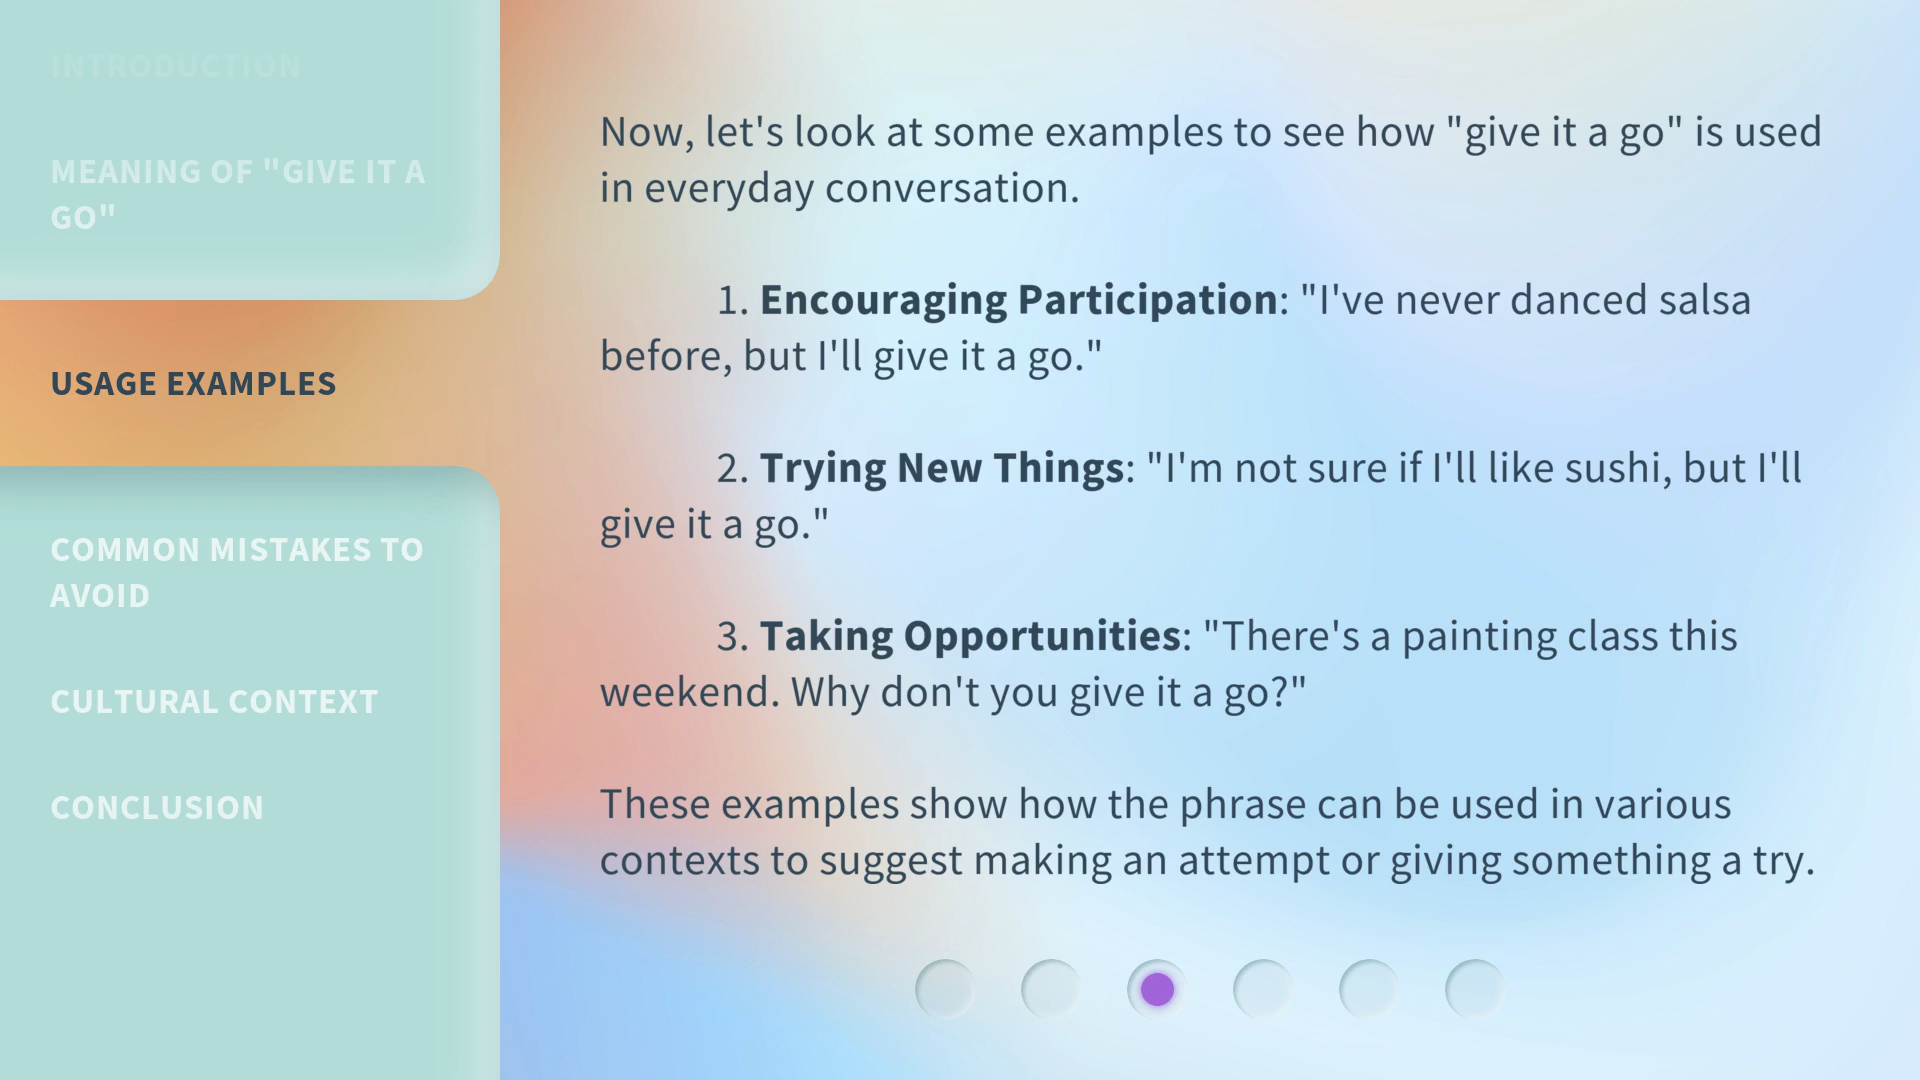 INTRODUCTION
MEANING OF "GIVE IT A
GO"
USAGE EXAMPLES
COMMON MISTAKES TO
AVOID
CULTURAL CONTEXT
CONCLUSION
Now, let's look at some examples to see how "give it a go" is used
in everyday conversation.
1. Encouraging Participation: "I've never danced salsa
before, but I'll give it a go."
2. Trying New Things: "I'm not sure if I'll like sushi, but I'll
give it a go."
3. Taking Opportunities: "There's a painting class this
weekend. Why don't you give it a go?"
These examples show how the phrase can be used in various
contexts to suggest making an attempt or giving something a try.